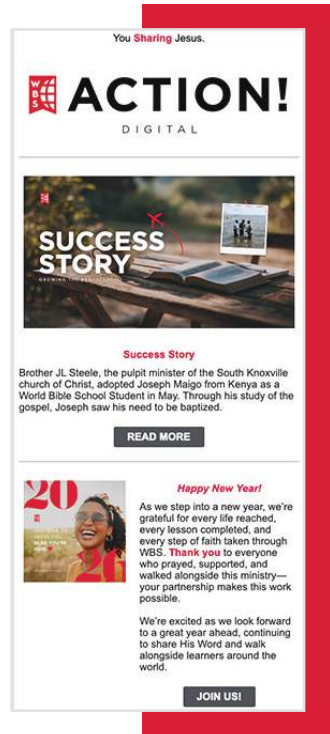 You Sharing Jesus.
WBS
ACTION!
DIGITAL
SUCCESS
STORY
Success Story
Brother JL Steele, the pulpit minister of the South Knoxville
church of Christ, adopted Joseph Maigo from Kenya as a
World Bible School Student in May. Through his study of the
gospel, Joseph saw his need to be baptized.
READ MORE
20
26
Happy New Year!
As we step into a new year, we're
grateful for every life reached,
every lesson completed, and
every step of faith taken through
WBS. Thank you to everyone
who prayed, supported, and
walked alongside this ministry—
your partnership makes this work
possible.
We're excited as we look forward
to a great year ahead, continuing
to share His Word and walk
alongside learners around the
world.
JOIN US!